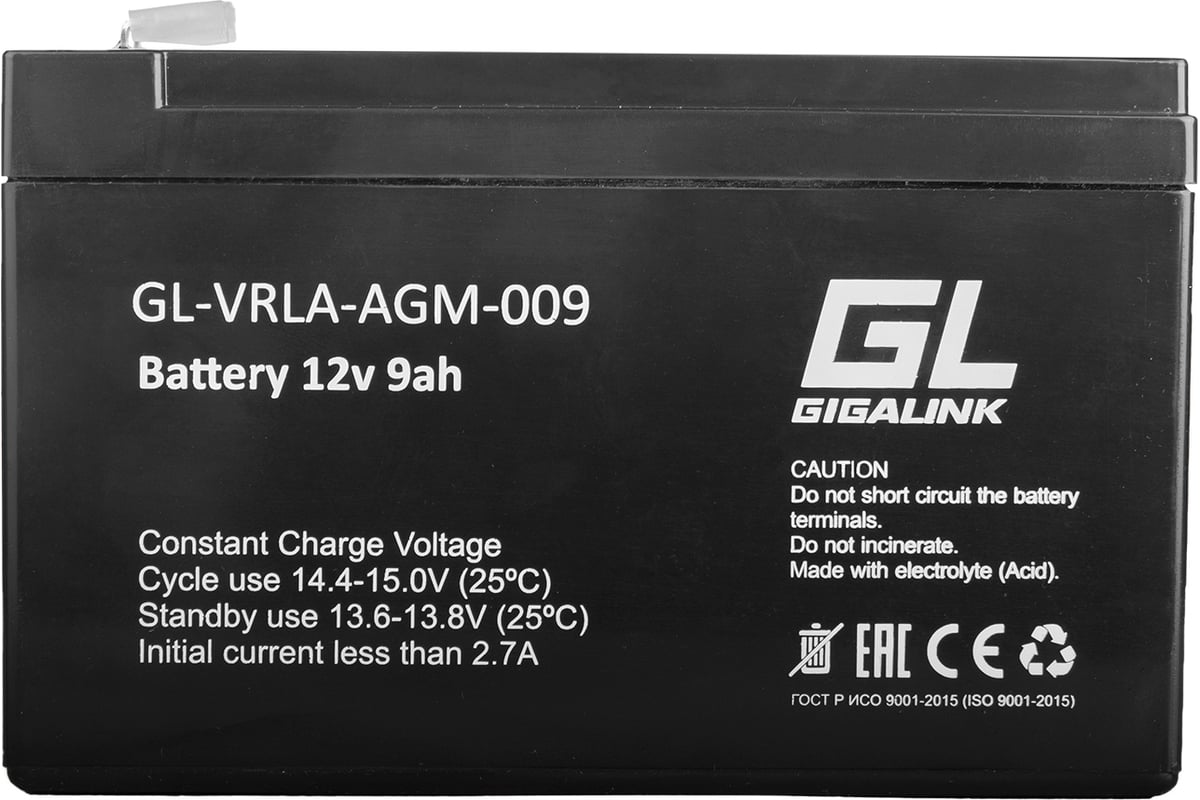 GL-VRLA-AGM-009
Battery 12v 9ah
Constant Charge Voltage
Cycle use 14.4-15.0V (25ºC)
Standby use 13.6-13.8V (25ºC)
Initial current less than 2.7A
GL
GIGALINK
CAUTION
Do not short circuit the battery
terminals.
Do not incinerate.
Made with electrolyte (Acid).
EAC CE
ГОСТ Р ИСО 9001-2015 (ISO 9001-2015)